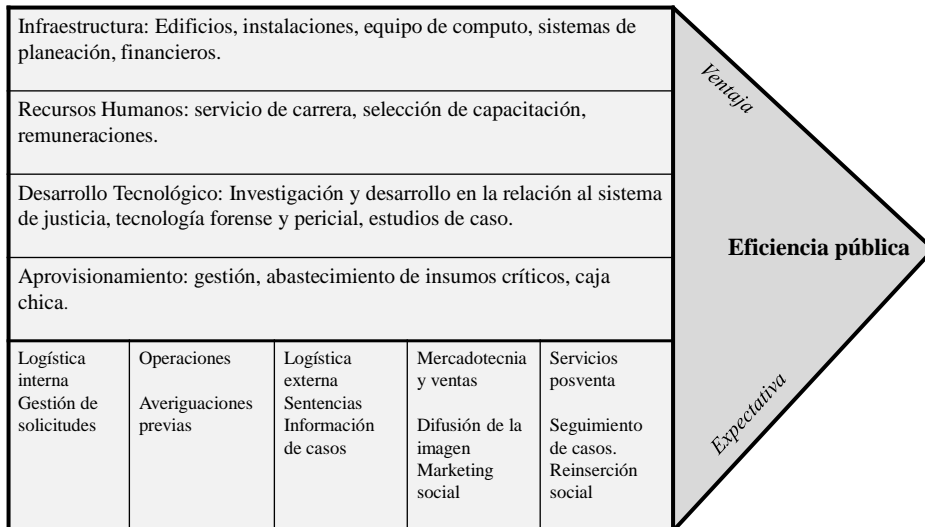 Infraestructura: Edificios, instalaciones, equipo de computo, sistemas de
planeación, financieros.
Recursos Humanos: servicio de carrera, selección de capacitación,
remuneraciones.
Desarrollo Tecnológico: Investigación y desarrollo en la relación al sistema
de justicia, tecnología forense y pericial, estudios de caso.
Aprovisionamiento: gestión, abastecimiento de insumos críticos, caja
chica.
Logística
interna
Gestión de
solicitudes
Operaciones
Averiguaciones
previas
Logística
externa
Sentencias
Información
de casos
Mercadotecnia
y ventas
Difusión de la
imagen
Marketing
social
Servicios
posventa
Seguimiento
de casos.
Reinserción
social
Ventaja
Eficiencia pública
Expectativa